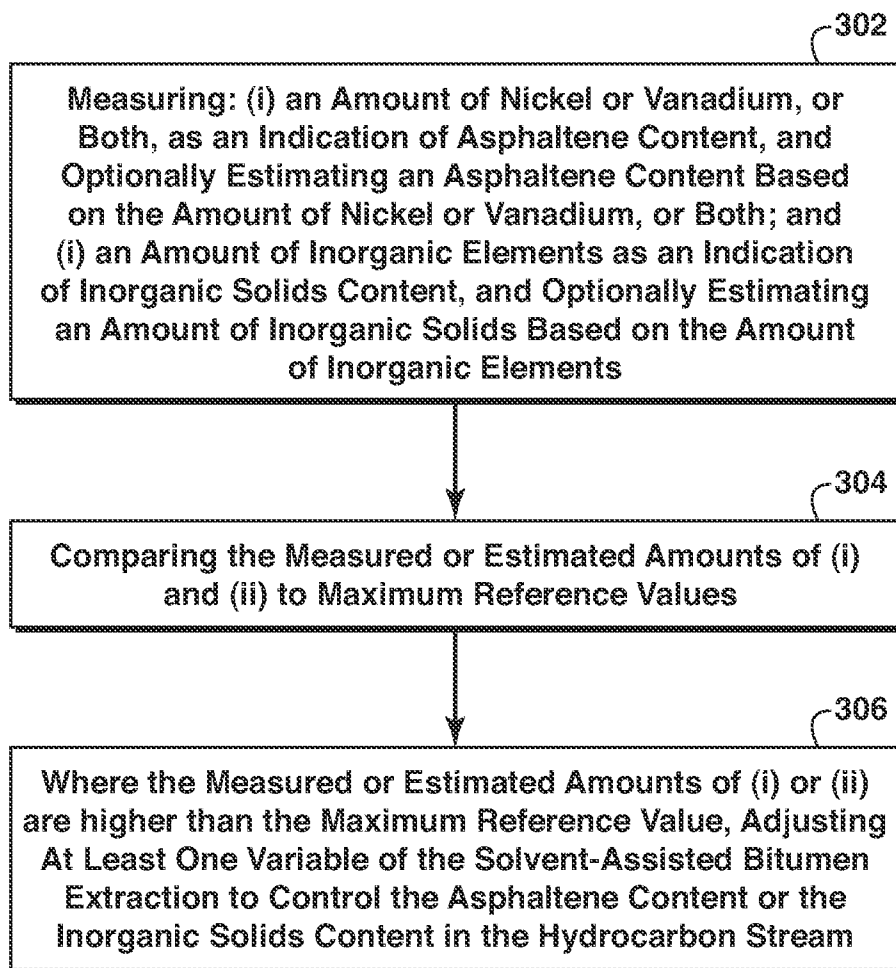 302
Measuring: (i) an Amount of Nickel or Vanadium, or
Both, as an Indication of Asphaltene Content, and
Optionally Estimating an Asphaltene Content Based
on the Amount of Nickel or Vanadium, or Both; and
(i) an Amount of Inorganic Elements as an Indication
of Inorganic Solids Content, and Optionally Estimating
an Amount of Inorganic Solids Based on the Amount
of Inorganic Elements
304
Comparing the Measured or Estimated Amounts of (i)
and (ii) to Maximum Reference Values
306
Where the Measured or Estimated Amounts of (i) or (ii)
are higher than the Maximum Reference Value, Adjusting
At Least One Variable of the Solvent-Assisted Bitumen
Extraction to Control the Asphaltene Content or the
Inorganic Solids Content in the Hydrocarbon Stream